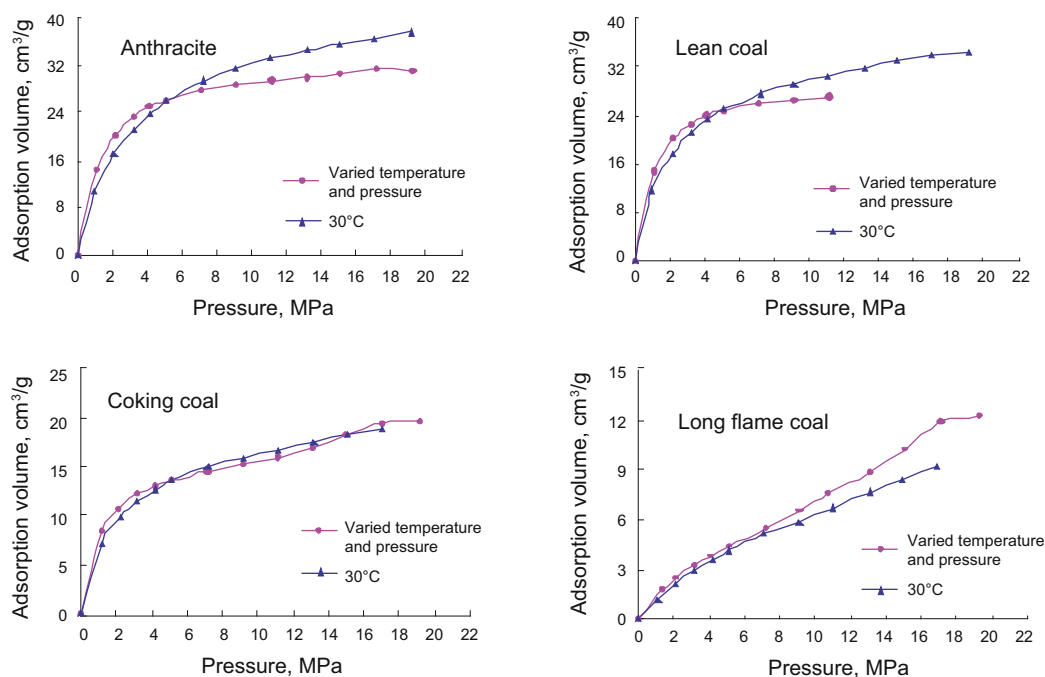 Anthracite
Adsorption volume, cm³/g
40
32
24
16
8
0
Varied temperature
and pressure
30°C
0 2 4 6 8 10 12 14 16 18 20 22
Pressure, MPa
Lean coal
Adsorption volume, cm³/g
40
32
24
16
8
0
Varied temperature
and pressure
30°C
0 2 4 6 8 10 12 14 16 18 20 22
Pressure, MPa
Coking coal
Adsorption volume, cm³/g
25
20
15
10
5
0
Varied temperature
and pressure
30°C
0 2 4 6 8 10 12 14 16 18 20 22
Pressure, MPa
Long flame coal
Adsorption volume, cm³/g
15
12
9
6
3
0
Varied temperature
and pressure
30°C
0 2 4 6 8 10 12 14 16 18 20 22
Pressure, MPa